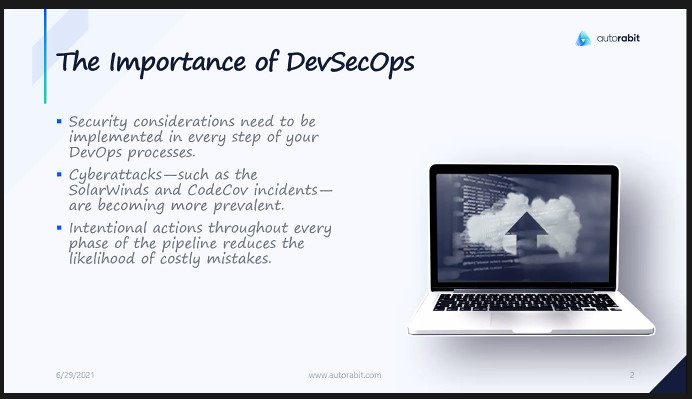 autorabit
The Importance of DevSecOps
Security considerations need to be
implemented in every step of your
DevOps processes.
Cyberattacks—such as the
SolarWinds and CodeCov incidents—
are becoming more prevalent.
Intentional actions throughout every
phase of the pipeline reduces the
likelihood of costly mistakes.
6/29/2021
www.autorabit.com
2